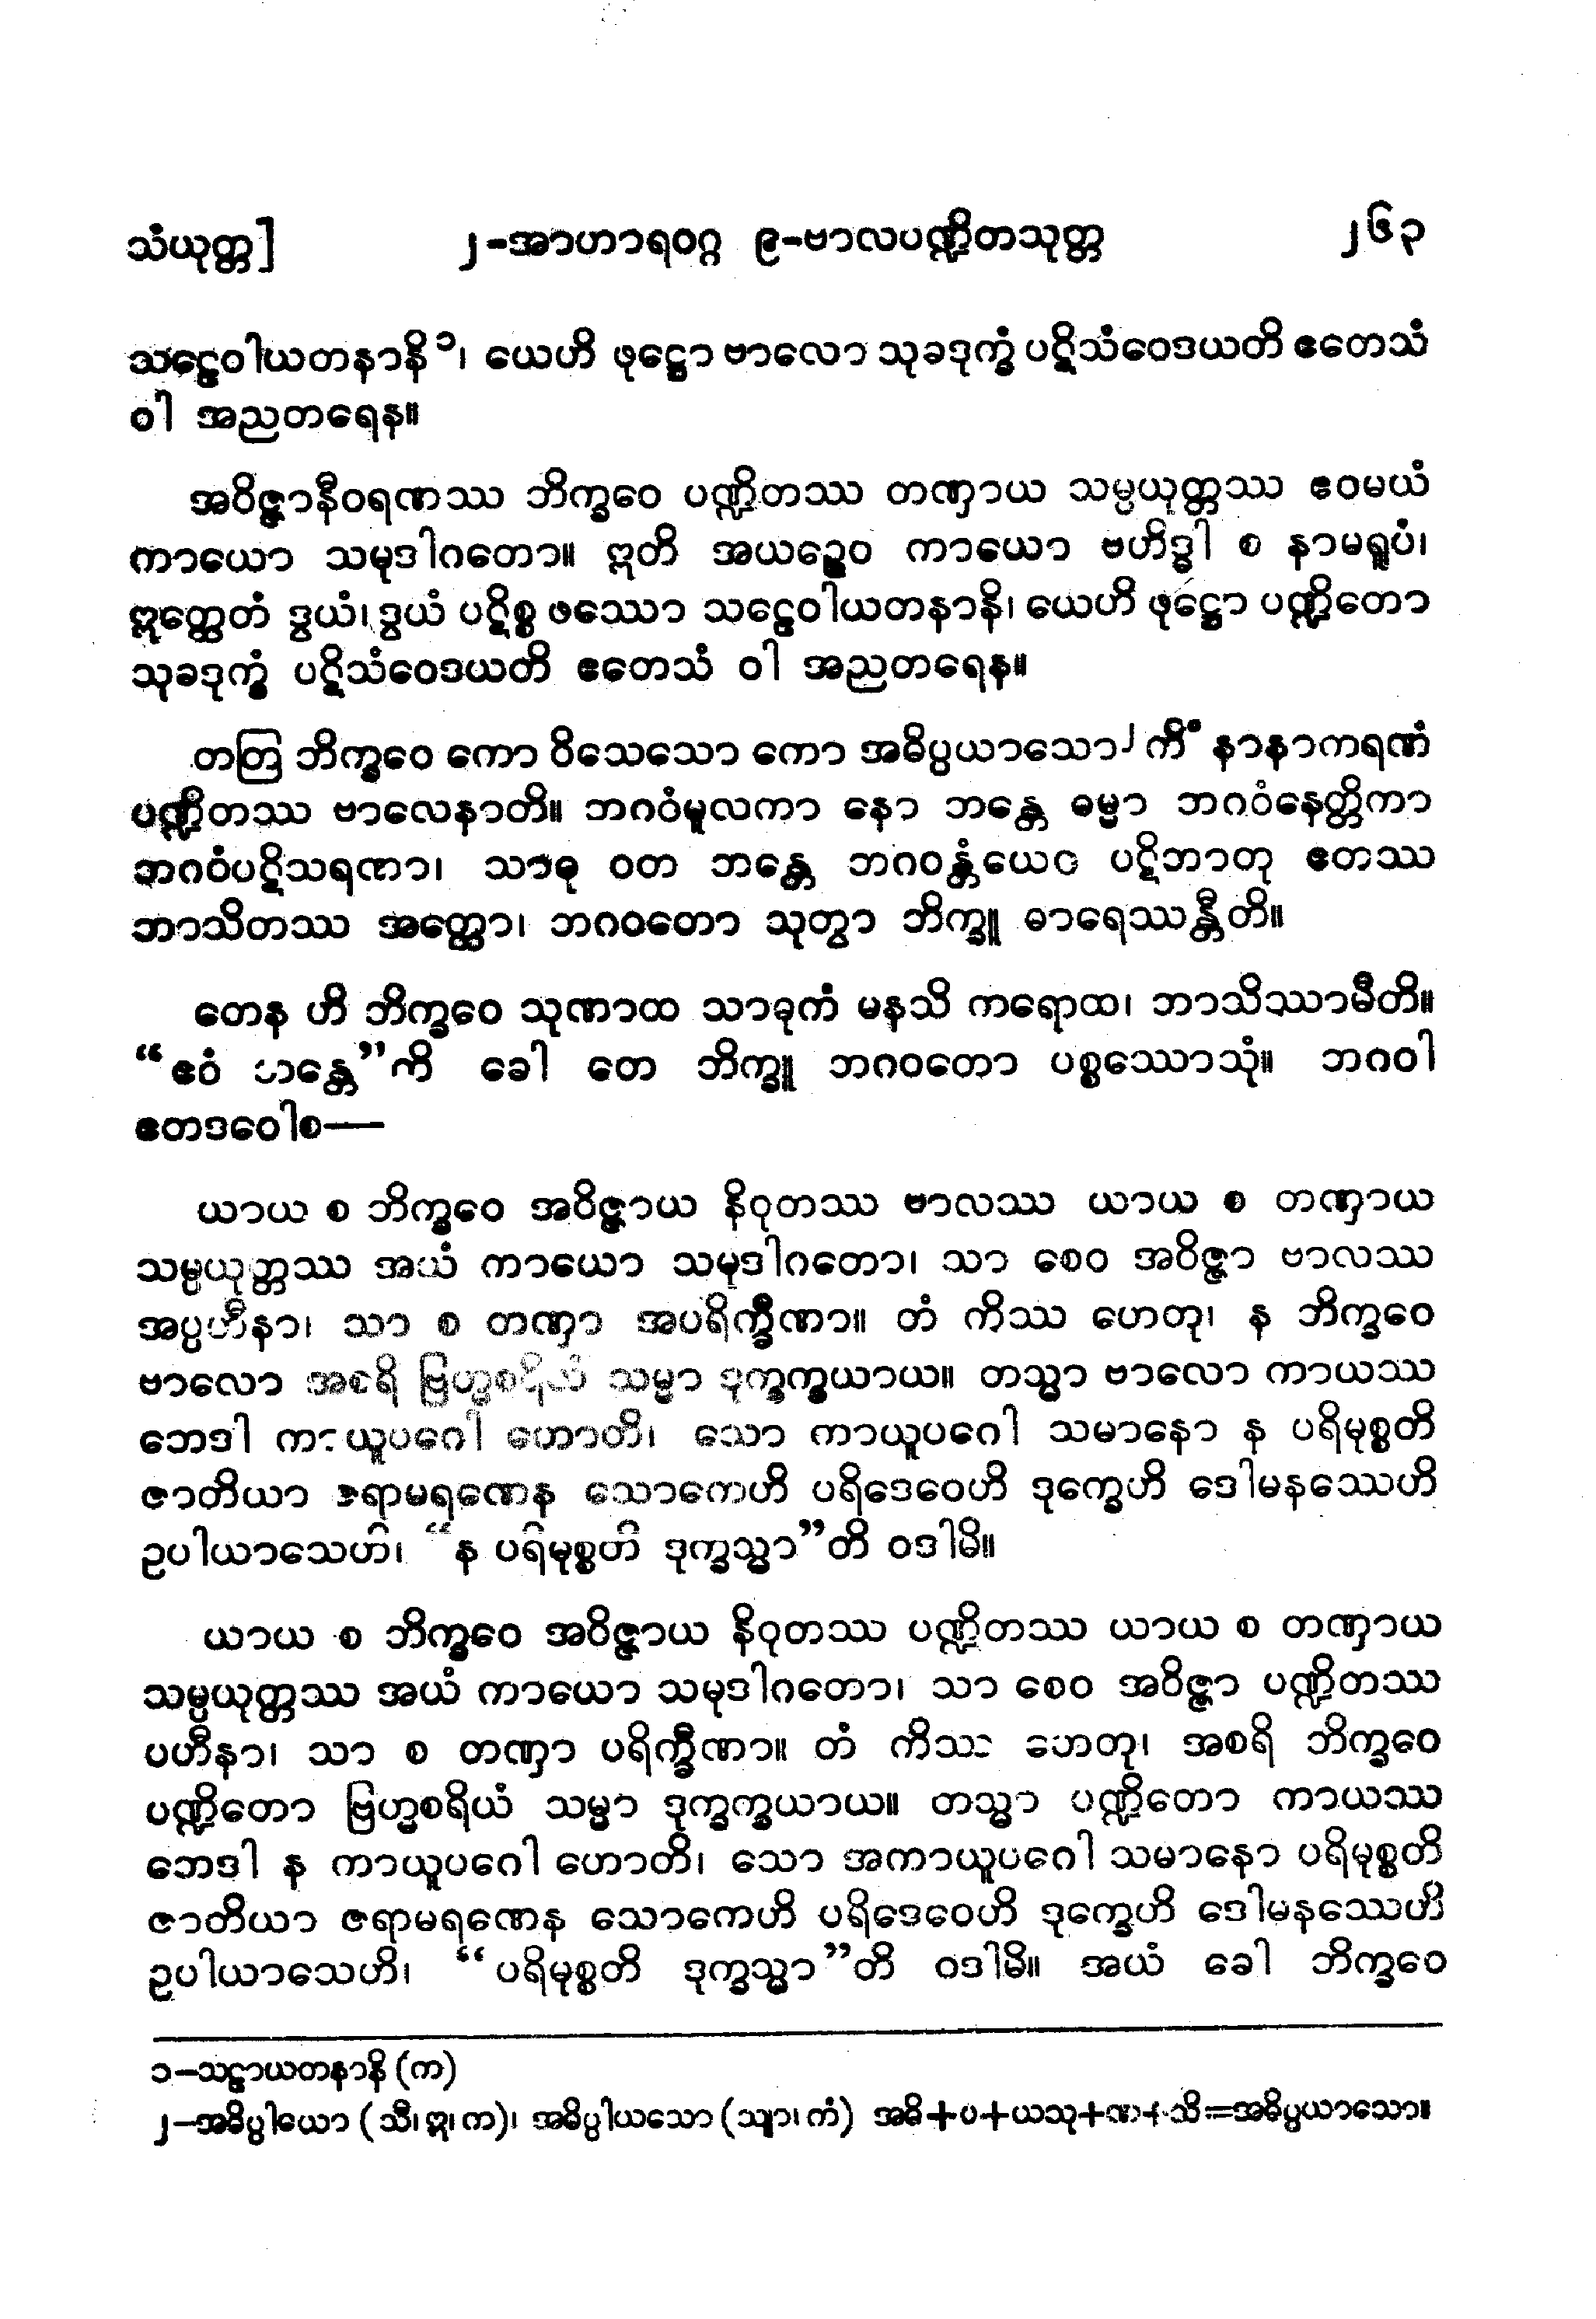 သံယုတ္တ] ၂-အာဟာရဝဂ္ဂ ၉-ဗာလပဏ္ဍိတသုတ္တ ၂၆၃
သဠေဝါယတနာနိ၁၊ ယေဟိ ဖုဋ္ဌော ဗာလော သုခဒုက္ခံ ပဋိသံဝေဒယတိ ဧတေသံ
ဝါ အညတရေန။
အဝိဇ္ဇာနီဝရဏဿ ဘိက္ခဝေ ပဏ္ဍိတဿ တဏှာယ သမ္ပယုတ္တဿ ဧဝမယံ
ကာယော သမုဒါဂတော။ ဣတိ အယဉ္စေဝ ကာယော ဗဟိဒ္ဓါ စ နာမရူပံ၊
ဣတ္ထေတံ ဒွယံ၊ ဒွယံ ပဋိစ္စ ဖဿော သဠေဝါယတနာနိ၊ ယေဟိ ဖုဋ္ဌော ပဏ္ဍိတော
သုခဒုက္ခံ ပဋိသံဝေဒယတိ ဧတေသံ ဝါ အညတရေန။
တတြ ဘိက္ခဝေ ကော ဝိသေသော ကော အဓိပ္ပယာသော၂ ကိံ နာနာကရဏံ
ပဏ္ဍိတဿ ဗာလေနာတိ။ ဘဂဝံမူလကာ နော ဘန္တေ ဓမ္မာ ဘဂဝံနေတ္တိကာ
ဘဂဝံပဋိသရဏာ၊ သာဓု ဝတ ဘန္တေ ဘဂဝန္တံယေဝ ပဋိဘာတု ဧတဿ
ဘာသိတဿ အတ္ထော၊ ဘဂဝတော သုတွာ ဘိက္ခူ ဓာရေဿန္တီတိ။
တေန ဟိ ဘိက္ခဝေ သုဏာထ သာဓုကံ မနသိ ကရောထ၊ ဘာသိဿာမီတိ။
“ဧဝံ ဘန္တေ”ကိ ခေါ တေ ဘိက္ခူ ဘဂဝတော ပစ္စဿောသုံ။ ဘဂဝါ
ဧတဒဝေါစ—
ယာယ စ ဘိက္ခဝေ အဝိဇ္ဇာယ နိဝုတဿ ဗာလဿ ယာယ စ တဏှာယ
သမ္ပယုတ္တဿ အယံ ကာယော သမုဒါဂတော၊ သာ စေဝ အဝိဇ္ဇာ ဗာလဿ
အပ္ပဟီနာ၊ သာ စ တဏှာ အပရိက္ခီဏာ။ တံ ကိဿ ဟေတု၊ န ဘိက္ခဝေ
ဗာလော အစရိ ဗြဟ္မစရိယံ သမ္မာ ဒုက္ခက္ခယာယ။ တသ္မာ ဗာလော ကာယဿ
ဘေဒါ ကာယူပဂေါ ဟောတိ၊ သော ကာယူပဂေါ သမာနော န ပရိမုစ္စတိ
ဇာတိယာ ဇရာမရဏေန သောကေဟိ ပရိဒေဝေဟိ ဒုက္ခေဟိ ဒေါမနဿေဟိ
ဥပါယာသေဟိ၊ “န ပရိမုစ္စတိ ဒုက္ခသ္မာ”တိ ဝဒါမိ။
ယာယ စ ဘိက္ခဝေ အဝိဇ္ဇာယ နိဝုတဿ ပဏ္ဍိတဿ ယာယ စ တဏှာယ
သမ္ပယုတ္တဿ အယံ ကာယော သမုဒါဂတော၊ သာ စေဝ အဝိဇ္ဇာ ပဏ္ဍိတဿ
ပဟီနာ၊ သာ စ တဏှာ ပရိက္ခီဏာ။ တံ ကိဿ ဟေတု၊ အစရိ ဘိက္ခဝေ
ပဏ္ဍိတော ဗြဟ္မစရိယံ သမ္မာ ဒုက္ခက္ခယာယ။ တသ္မာ ပဏ္ဍိတော ကာယဿ
ဘေဒါ န ကာယူပဂေါ ဟောတိ၊ သော အကာယူပဂေါ သမာနော ပရိမုစ္စတိ
ဇာတိယာ ဇရာမရဏေန သောကေဟိ ပရိဒေဝေဟိ ဒုက္ခေဟိ ဒေါမနဿေဟိ
ဥပါယာသေဟိ၊ “ပရိမုစ္စတိ ဒုက္ခသ္မာ”တိ ဝဒါမိ။ အယံ ခေါ ဘိက္ခဝေ
၁-သဠာယတနာနိ (က)
၂-အဓိပ္ပါယော (သီ၊ ဣ၊ က)၊ အဓိပ္ပါယသော (သျာ၊ ကံ) အဓိ+ပ+ယသု+ဏ+သိ=အဓိပ္ပယာသော။